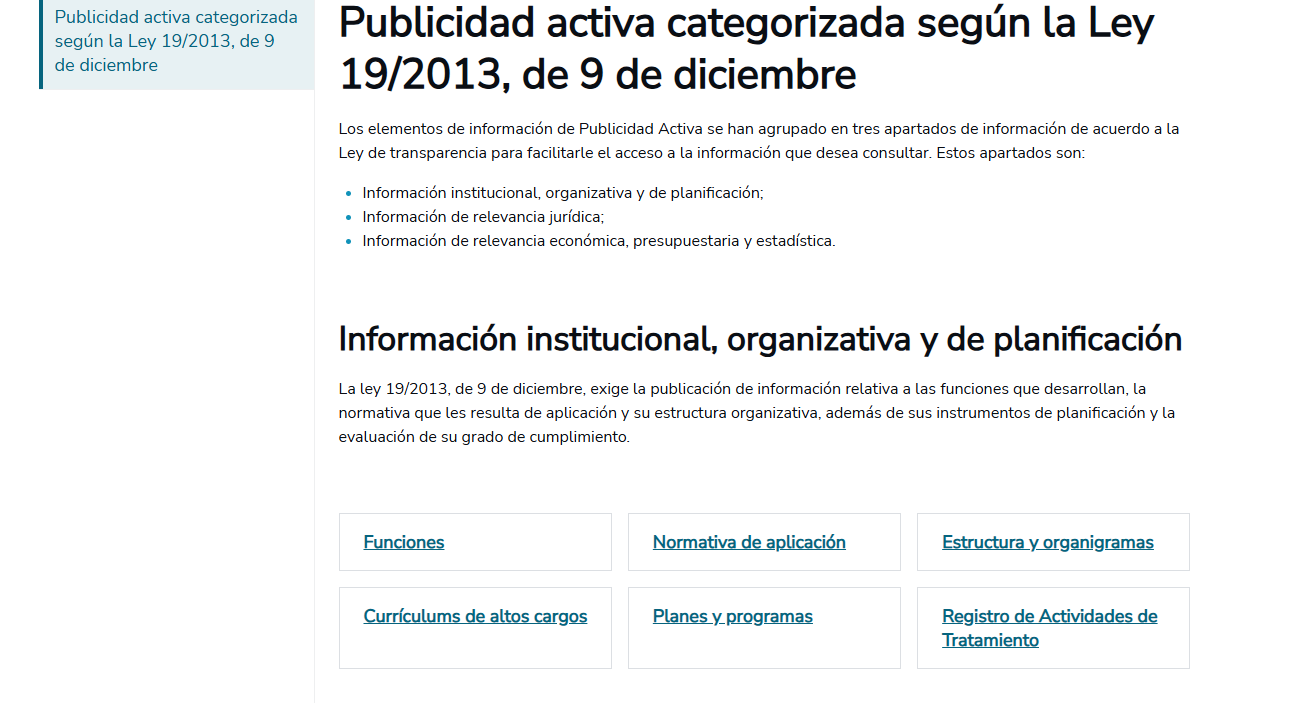 Publicidad activa categorizada
según la Ley 19/2013, de 9
de diciembre
Publicidad activa categorizada según la Ley
19/2013, de 9 de diciembre
Los elementos de información de Publicidad Activa se han agrupado en tres apartados de información de acuerdo a la
Ley de transparencia para facilitarle el acceso a la información que desea consultar. Estos apartados son:
• Información institucional, organizativa y de planificación;
• Información de relevancia jurídica;
• Información de relevancia económica, presupuestaria y estadística.
Información institucional, organizativa y de planificación
La ley 19/2013, de 9 de diciembre, exige la publicación de información relativa a las funciones que desarrollan, la
normativa que les resulta de aplicación y su estructura organizativa, además de sus instrumentos de planificación y la
evaluación de su grado de cumplimiento.
Funciones
Normativa de aplicación
Estructura y organigramas
Currículums de altos cargos
Planes y programas
Registro de Actividades de
Tratamiento